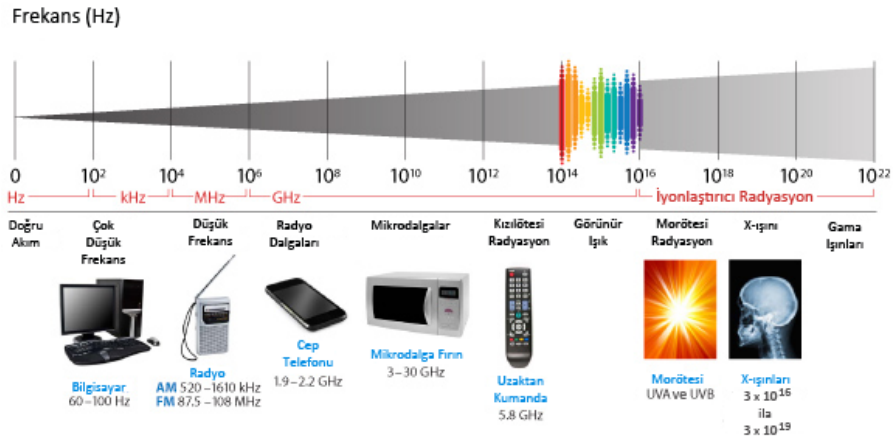 Frekans (Hz)
0 10² 10⁴ 10⁶ 10⁸ 10¹⁰ 10¹² 10¹⁴ 10¹⁶ 10¹⁸ 10²⁰ 10²²
Hz kHz MHz GHz İyonlaştırıcı Radyasyon
Doğru
Akım
Çok
Düşük
Frekans
Düşük
Frekans
Radyo
Dalgaları
Mikrodalgalar
Kızılötesi
Radyasyon
Görünür
Işık
Morötesi
Radyasyon
X-ışını
Gama
Işınları
Bilgisayar
60–100 Hz
Radyo
AM 520–1610 kHz
FM 87.5–108 MHz
Cep
Telefonu
1.9–2.2 GHz
Mikrodalga Fırın
3–30 GHz
Uzaktan
Kumanda
5.8 GHz
Morötesi
UVA ve UVB
X-ışınları
3 x 10¹⁶
ila
3 x 10¹⁹